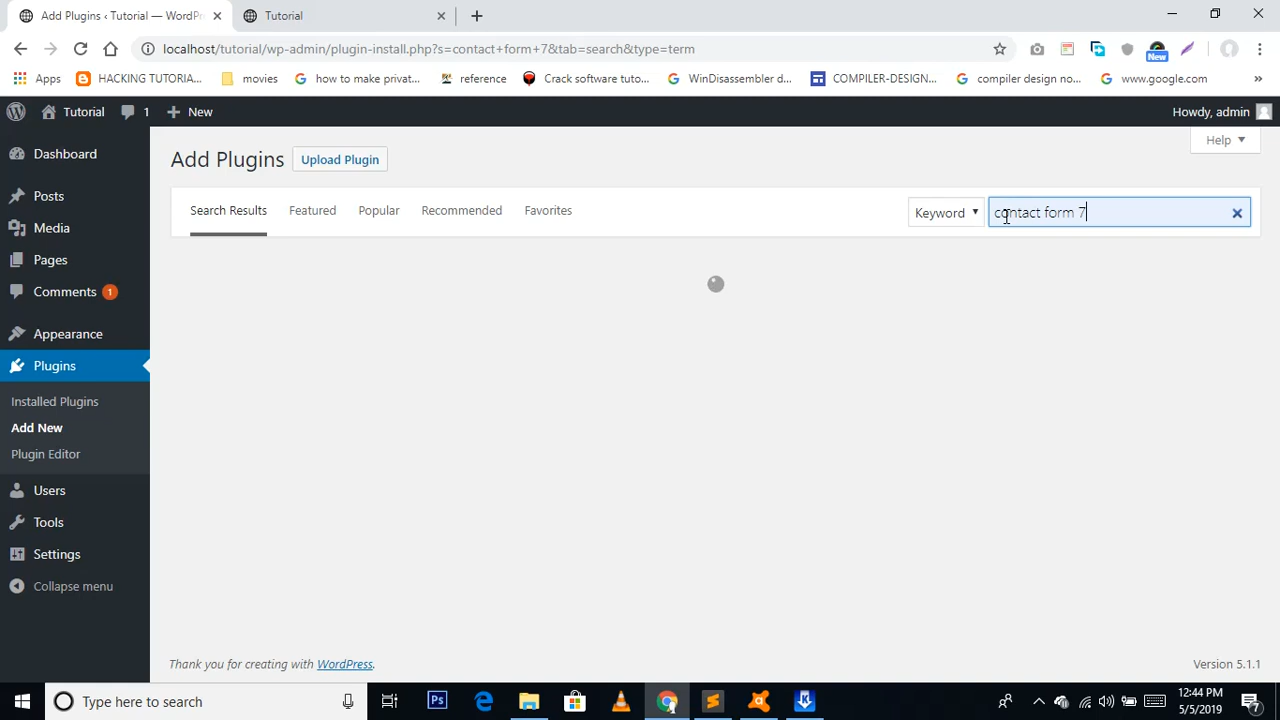 Add Plugins ‹ Tutorial — WordPr
Tutorial
localhost/tutorial/wp-admin/plugin-install.php?s=contact+form+7&tab=search&type=term
New
Apps
HACKING TUTORIA...
movies
how to make privat...
reference
Crack software tuto...
WinDisassembler d...
COMPILER-DESIGN...
compiler design no...
www.google.com
»
Tutorial
1
New
Howdy, admin
Dashboard
Posts
Media
Pages
Comments 1
Appearance
Plugins
Installed Plugins
Add New
Plugin Editor
Users
Tools
Settings
Collapse menu
Help
Add Plugins
Upload Plugin
Search Results
Featured
Popular
Recommended
Favorites
Keyword
contact form 7
Thank you for creating with WordPress.
Version 5.1.1
Type here to search
Ps
K
12:44 PM
5/5/2019
7